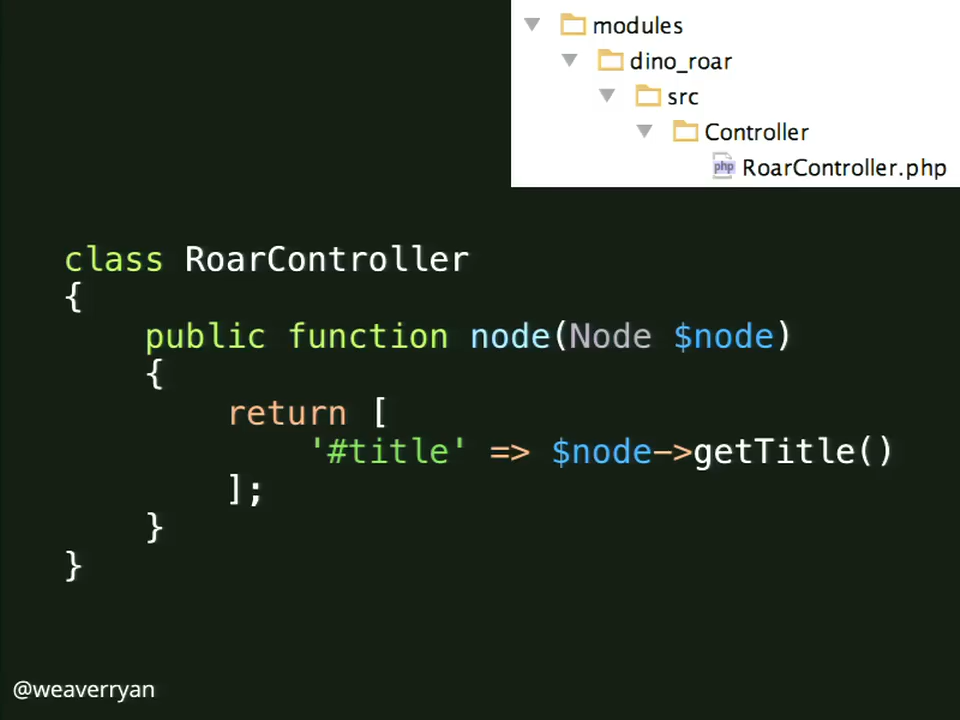 modules
dino_roar
src
Controller
php RoarController.php
class RoarController
{
    public function node(Node $node)
    {
        return [
            '#title' => $node->getTitle()
        ];
    }
}
@weaverryan